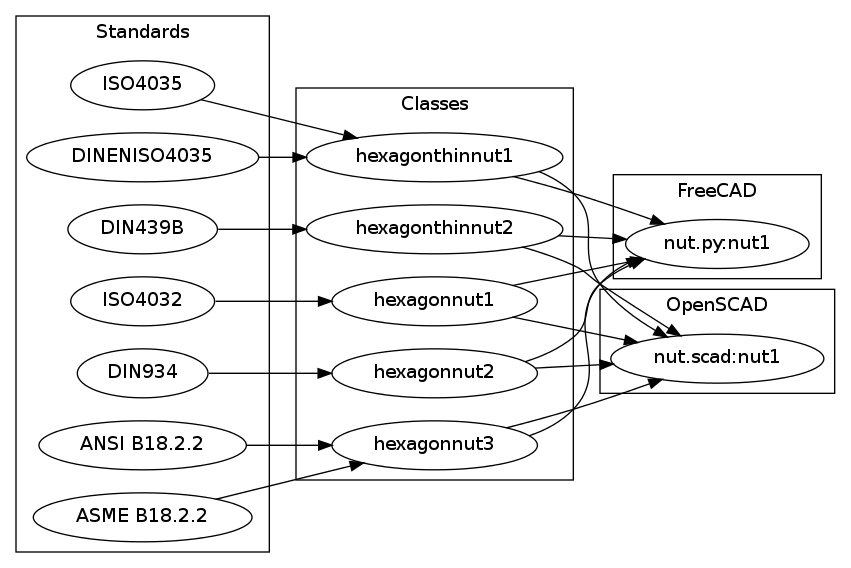 Standards
ISO4035
DINENISO4035
DIN439B
ISO4032
DIN934
ANSI B18.2.2
ASME B18.2.2
Classes
hexagonthinnut1
hexagonthinnut2
hexagonnut1
hexagonnut2
hexagonnut3
FreeCAD
nut.py:nut1
OpenSCAD
nut.scad:nut1